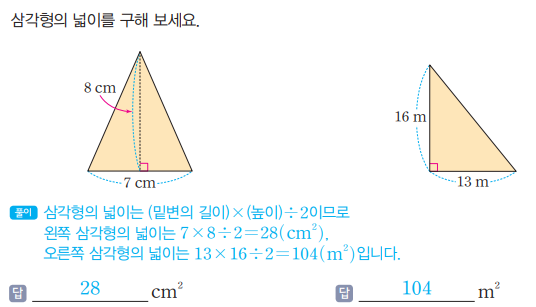 삼각형의 넓이를 구해 보세요.
8 cm
7 cm
16 m
13 m
풀이 삼각형의 넓이는 (밑변의 길이)×(높이)÷2이므로
왼쪽 삼각형의 넓이는 7×8÷2=28(cm²),
오른쪽 삼각형의 넓이는 13×16÷2=104(m²)입니다.
답 28 cm²
답 104 m²